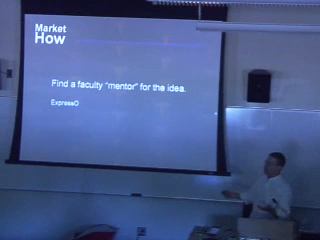 Market
How
Find a faculty "mentor" for the idea.
ExpressO